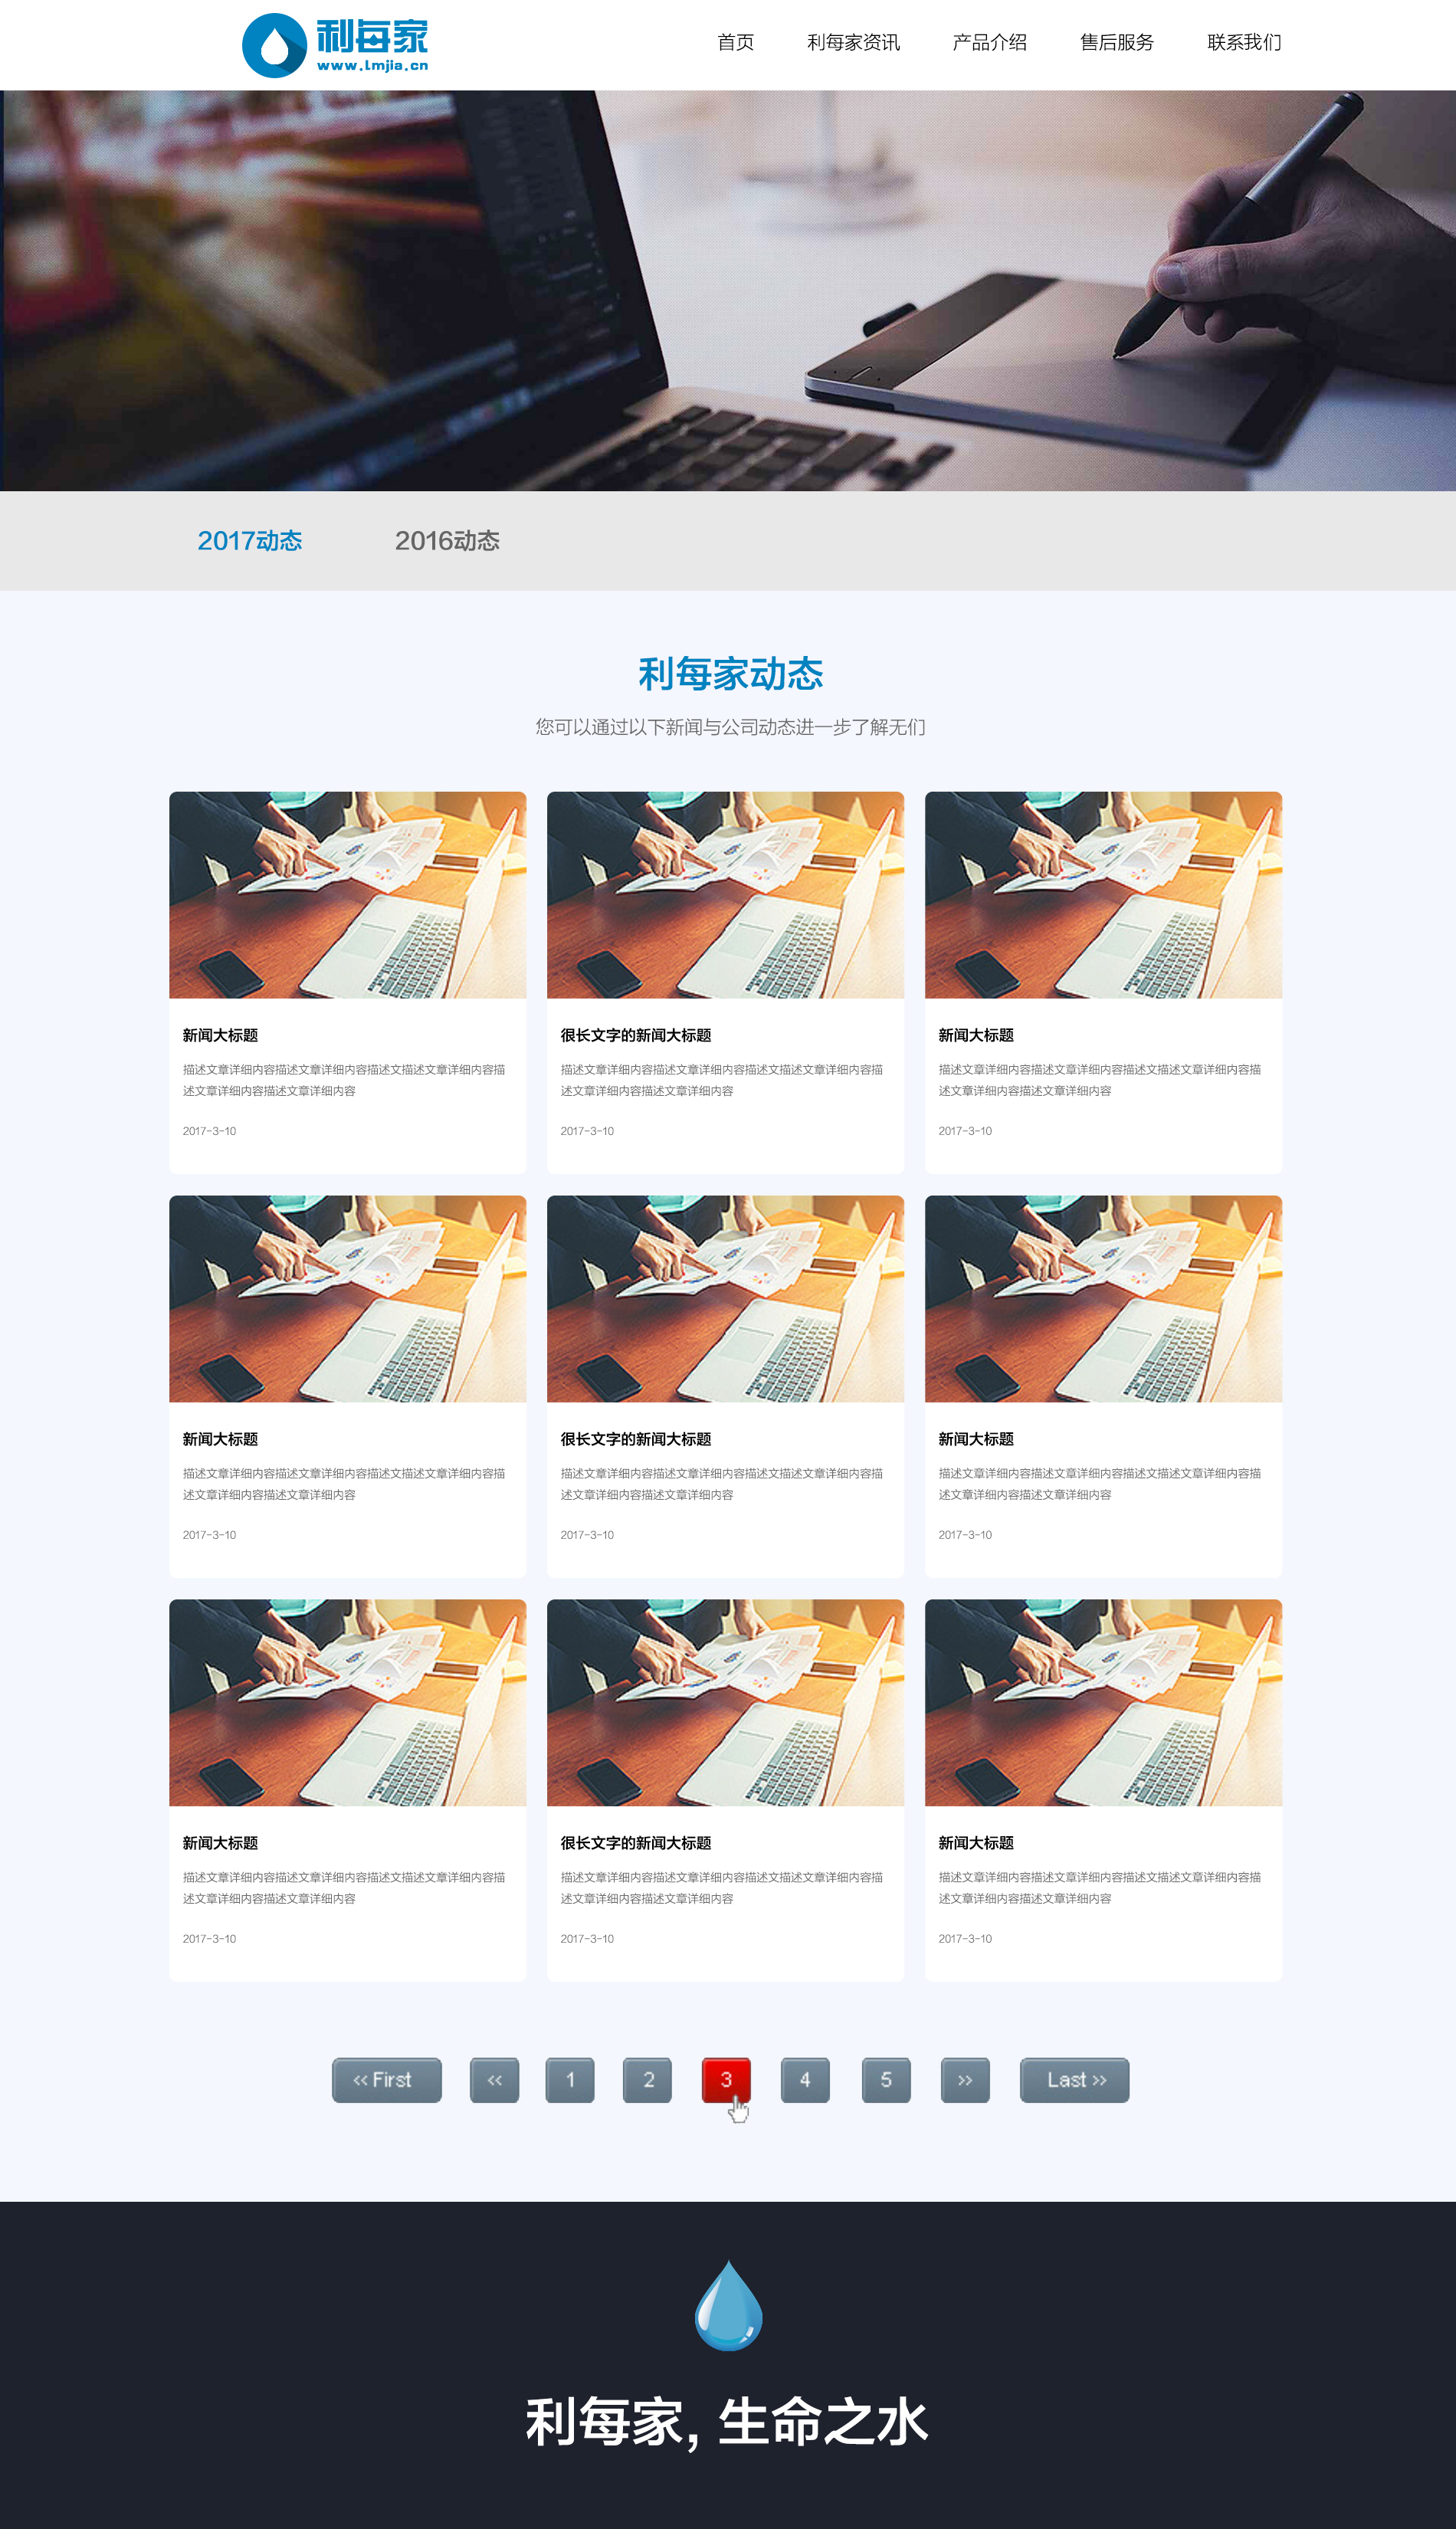 利每家
www.lmjia.cn
首页 利每家资讯 产品介绍 售后服务 联系我们
2017动态 2016动态
利每家动态
您可以通过以下新闻与公司动态进一步了解无们
新闻大标题
描述文章详细内容描述文章详细内容描述文描述文章详细内容描
述文章详细内容描述文章详细内容
2017-3-10
很长文字的新闻大标题
描述文章详细内容描述文章详细内容描述文描述文章详细内容描
述文章详细内容描述文章详细内容
2017-3-10
新闻大标题
描述文章详细内容描述文章详细内容描述文描述文章详细内容描
述文章详细内容描述文章详细内容
2017-3-10
新闻大标题
描述文章详细内容描述文章详细内容描述文描述文章详细内容描
述文章详细内容描述文章详细内容
2017-3-10
很长文字的新闻大标题
描述文章详细内容描述文章详细内容描述文描述文章详细内容描
述文章详细内容描述文章详细内容
2017-3-10
新闻大标题
描述文章详细内容描述文章详细内容描述文描述文章详细内容描
述文章详细内容描述文章详细内容
2017-3-10
新闻大标题
描述文章详细内容描述文章详细内容描述文描述文章详细内容描
述文章详细内容描述文章详细内容
2017-3-10
很长文字的新闻大标题
描述文章详细内容描述文章详细内容描述文描述文章详细内容描
述文章详细内容描述文章详细内容
2017-3-10
新闻大标题
描述文章详细内容描述文章详细内容描述文描述文章详细内容描
述文章详细内容描述文章详细内容
2017-3-10
<< First << 1 2 3 4 5 >> Last >>
利每家, 生命之水